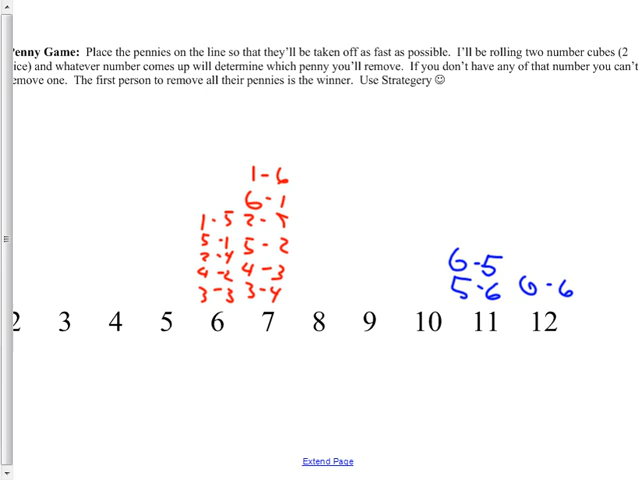 Penny Game: Place the pennies on the line so that they'll be taken off as fast as possible. I'll be rolling two number cubes (2
ice) and whatever number comes up will determine which penny you'll remove. If you don't have any of that number you can't
emove one. The first person to remove all their pennies is the winner. Use Strategery ☺
1 - 6
6 - 1
1 - 5 2 - 5
5 - 1 5 - 2
2 - 4 4 - 3
4 - 2 3 - 4
3 - 3
6 - 5
5 - 6 6 - 6
2 3 4 5 6 7 8 9 10 11 12
Extend Page